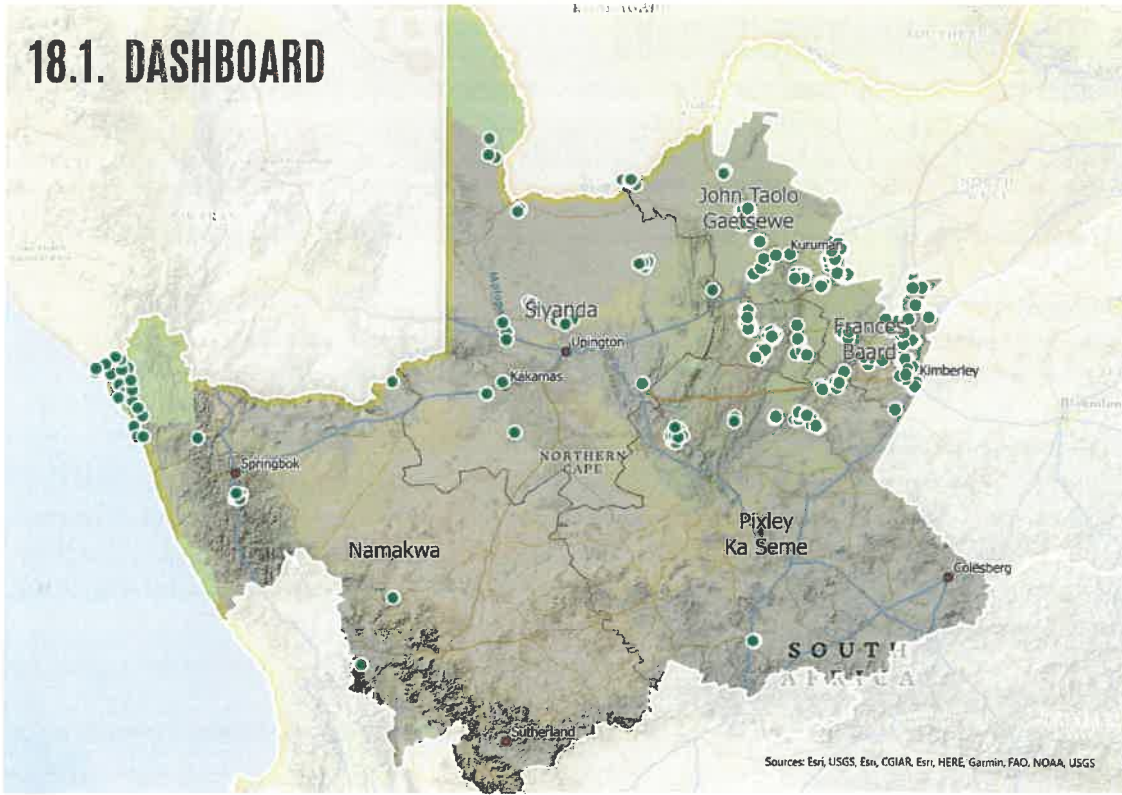 18.1. DASHBOARD
John Taolo
Gaetsewe
Kuruman
Siyanda
Upington
Frances
Baard
Kimberley
Kakamas
Springbok
NORTHERN
CAPE
Namakwa
Pixley
Ka Seme
Colesberg
SOUTH
AFRICA
Sutherland
Sources: Esri, USGS, Esri, CGIAR, Esri, HERE, Garmin, FAO, NOAA, USGS